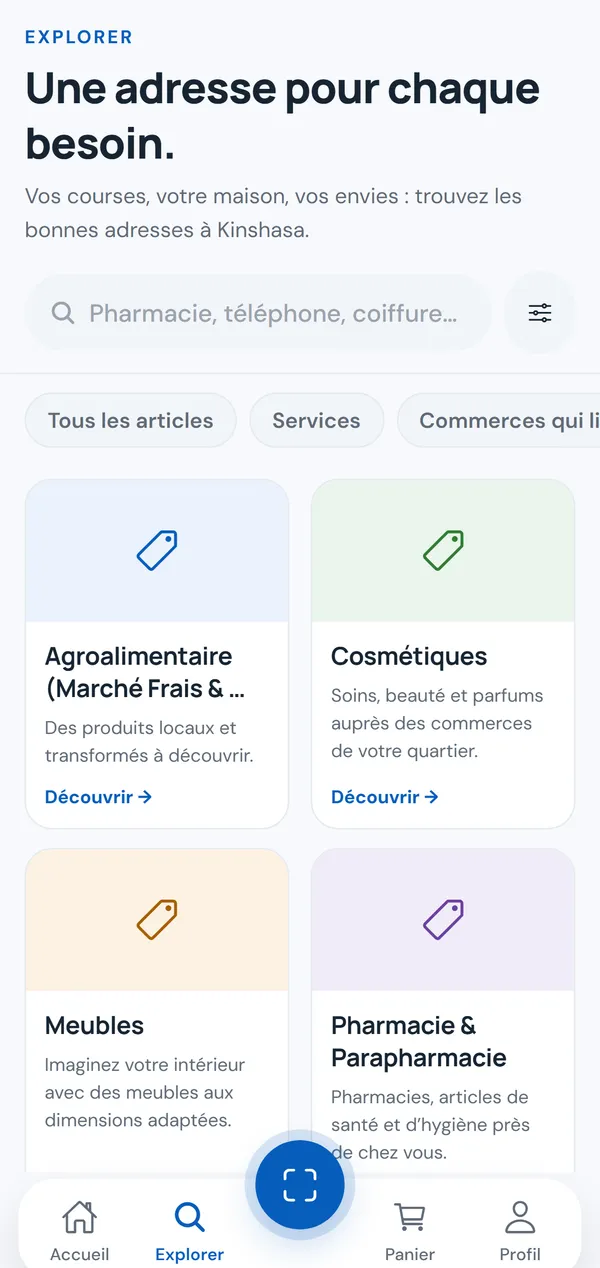 EXPLORER
Une adresse pour chaque
besoin.
Vos courses, votre maison, vos envies : trouvez les
bonnes adresses à Kinshasa.
Pharmacie, téléphone, coiffure…
Tous les articles
Services
Commerces qui li
Agroalimentaire
(Marché Frais & …
Des produits locaux et
transformés à découvrir.
Découvrir →
Cosmétiques
Soins, beauté et parfums
auprès des commerces
de votre quartier.
Découvrir →
Meubles
Imaginez votre intérieur
avec des meubles aux
dimensions adaptées.
Pharmacie &
Parapharmacie
Pharmacies, articles de
santé et d’hygiène près
de chez vous.
Accueil
Explorer
Panier
Profil